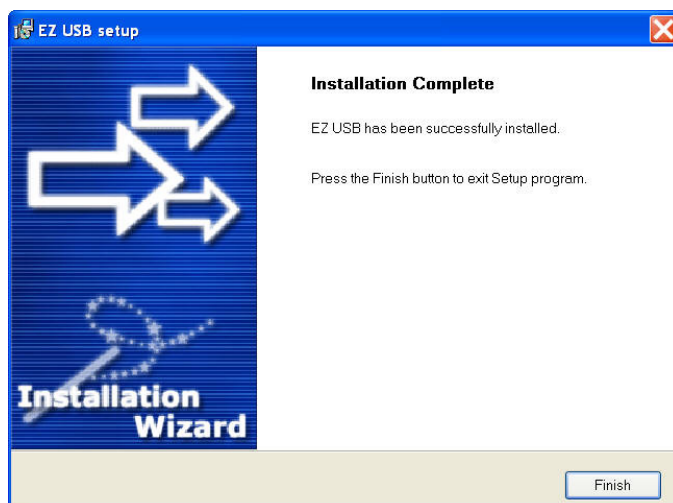 EZ USB setup
Installation Complete
EZ USB has been successfully installed.
Press the Finish button to exit Setup program.
Installation
Wizard
Finish